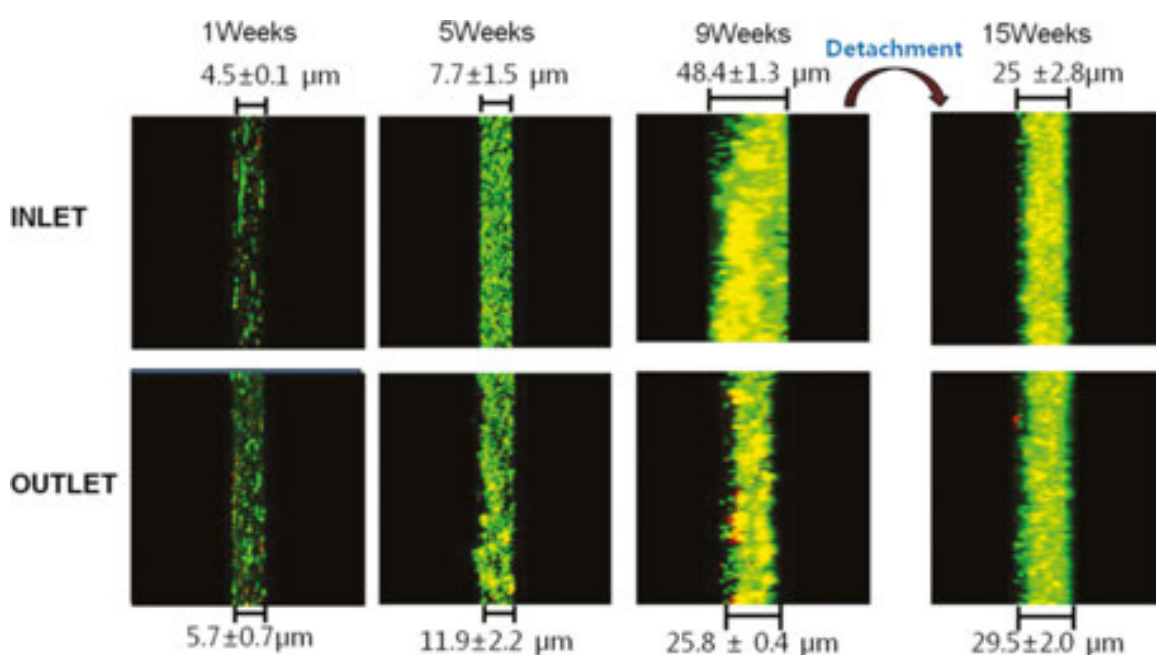 1Weeks 5Weeks 9Weeks Detachment 15Weeks
4.5±0.1 μm 7.7±1.5 μm 48.4±1.3 μm 25 ±2.8μm
INLET
OUTLET
5.7±0.7μm 11.9±2.2 μm 25.8 ± 0.4 μm 29.5±2.0 μm